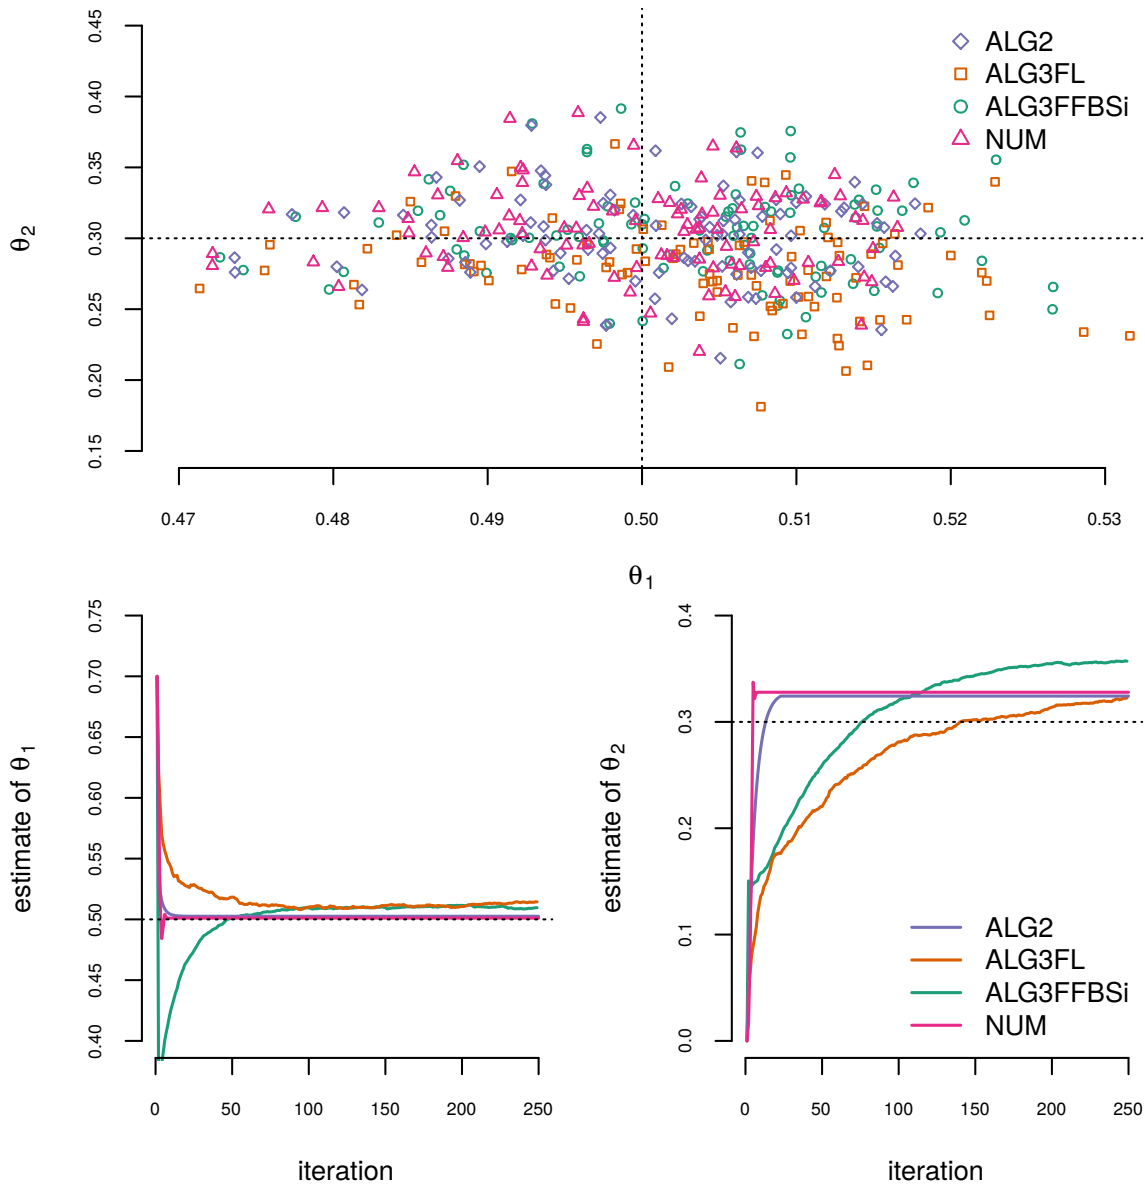 0.45
0.40
0.35
0.30
0.25
0.20
0.15
θ2
ALG2
ALG3FL
ALG3FFBSi
NUM
0.47 0.48 0.49 0.50 0.51 0.52 0.53
θ1
0.75
0.70
0.65
0.60
0.55
0.50
0.45
0.40
estimate of θ1
0 50 100 150 200 250
iteration
0.4
0.3
0.2
0.1
0.0
estimate of θ2
ALG2
ALG3FL
ALG3FFBSi
NUM
0 50 100 150 200 250
iteration